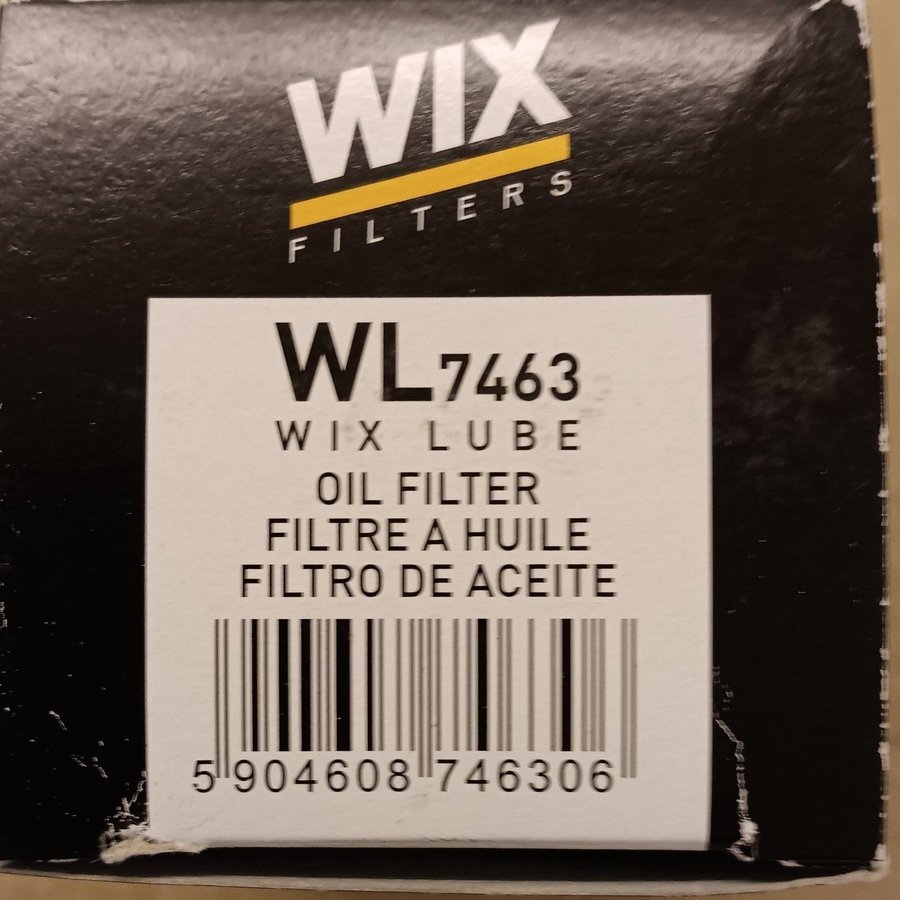 WIX
FILTERS
WL7463
WIX LUBE
OIL FILTER
FILTRE A HUILE
FILTRO DE ACEITE
5 904608 746306